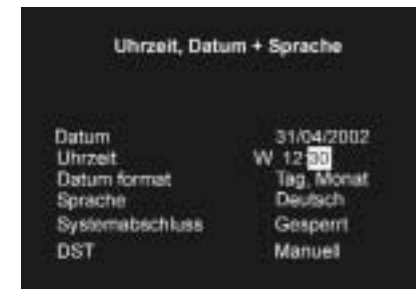 Uhrzeit, Datum + Sprache
Datum 31/04/2002
Uhrzeit W 12:30
Datum format Tag, Monat
Sprache Deutsch
Systemabschluss Gesperrt
DST Manuell